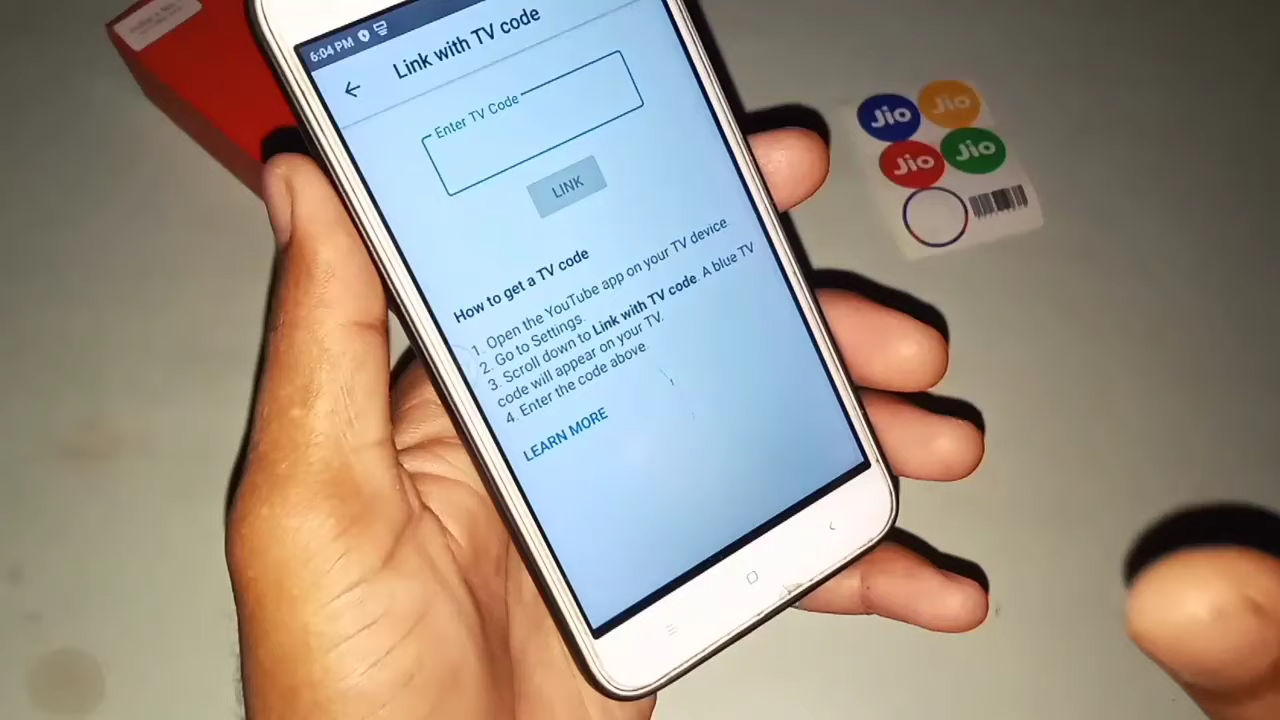 6:04 PM
Link with TV code
Enter TV Code
LINK
How to get a TV code
1. Open the YouTube app on your TV device.
2. Go to Settings.
3. Scroll down to Link with TV code. A blue TV
code will appear on your TV.
4. Enter the code above.
LEARN MORE
Jio
Jio
Jio
Jio